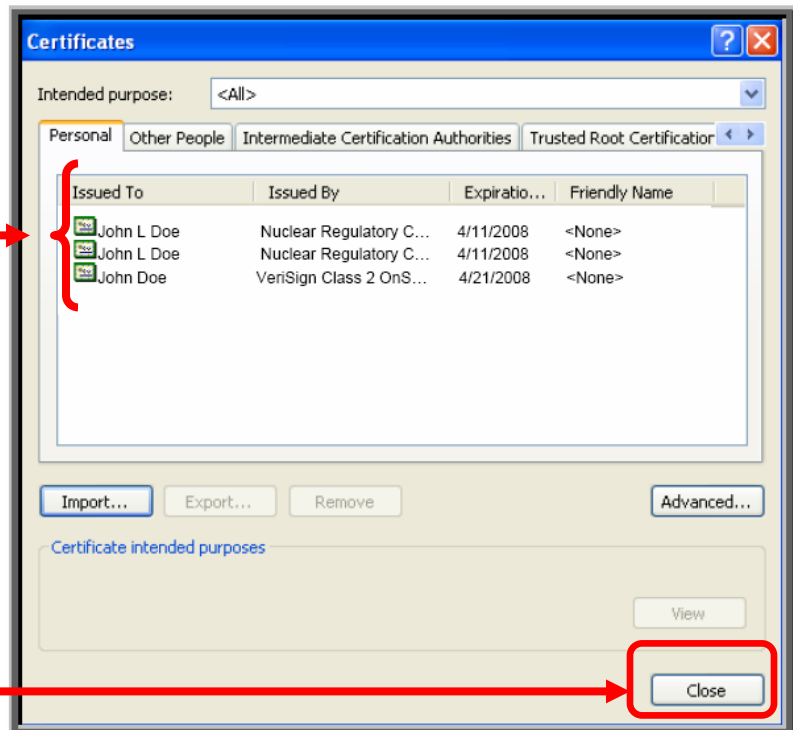 Certificates
Intended purpose: <All>
Personal Other People Intermediate Certification Authorities Trusted Root Certification
Issued To Issued By Expiratio... Friendly Name
John L Doe Nuclear Regulatory C... 4/11/2008 <None>
John L Doe Nuclear Regulatory C... 4/11/2008 <None>
John Doe VeriSign Class 2 OnS... 4/21/2008 <None>
Import... Export... Remove Advanced...
Certificate intended purposes
View
Close